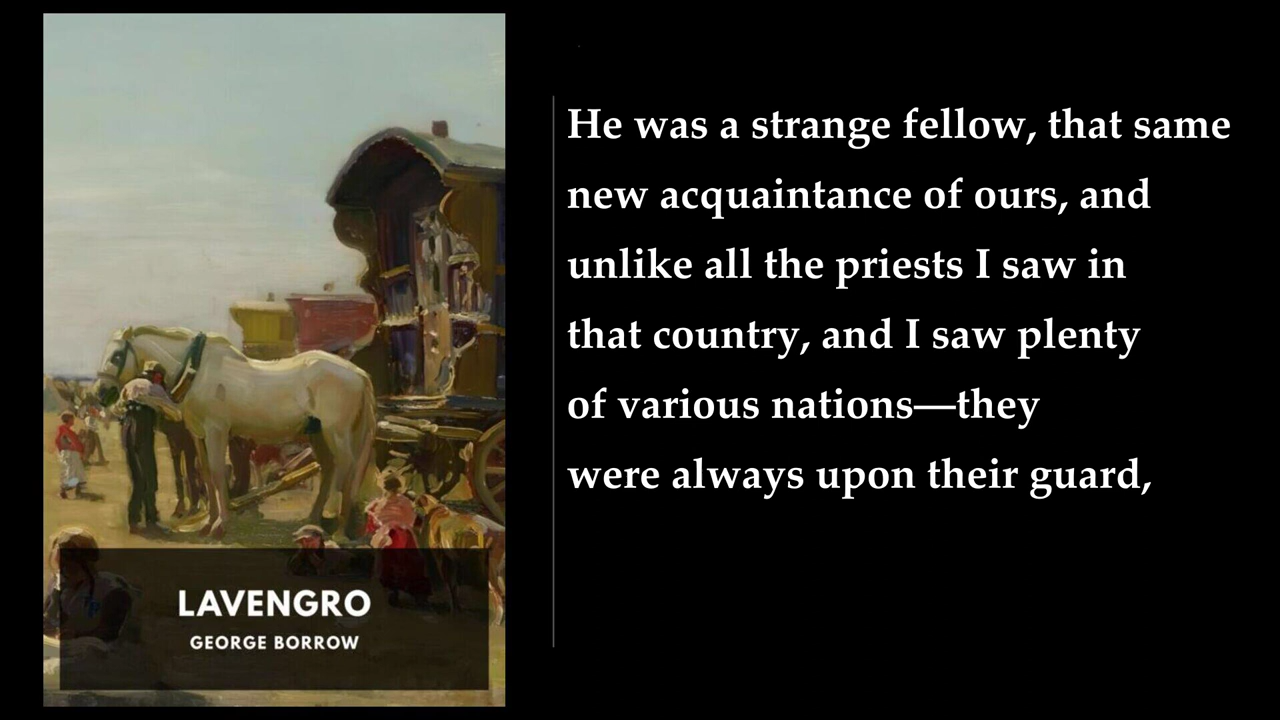 He was a strange fellow, that same
new acquaintance of ours, and
unlike all the priests I saw in
that country, and I saw plenty
of various nations—they
were always upon their guard,
LAVENGRO
GEORGE BORROW